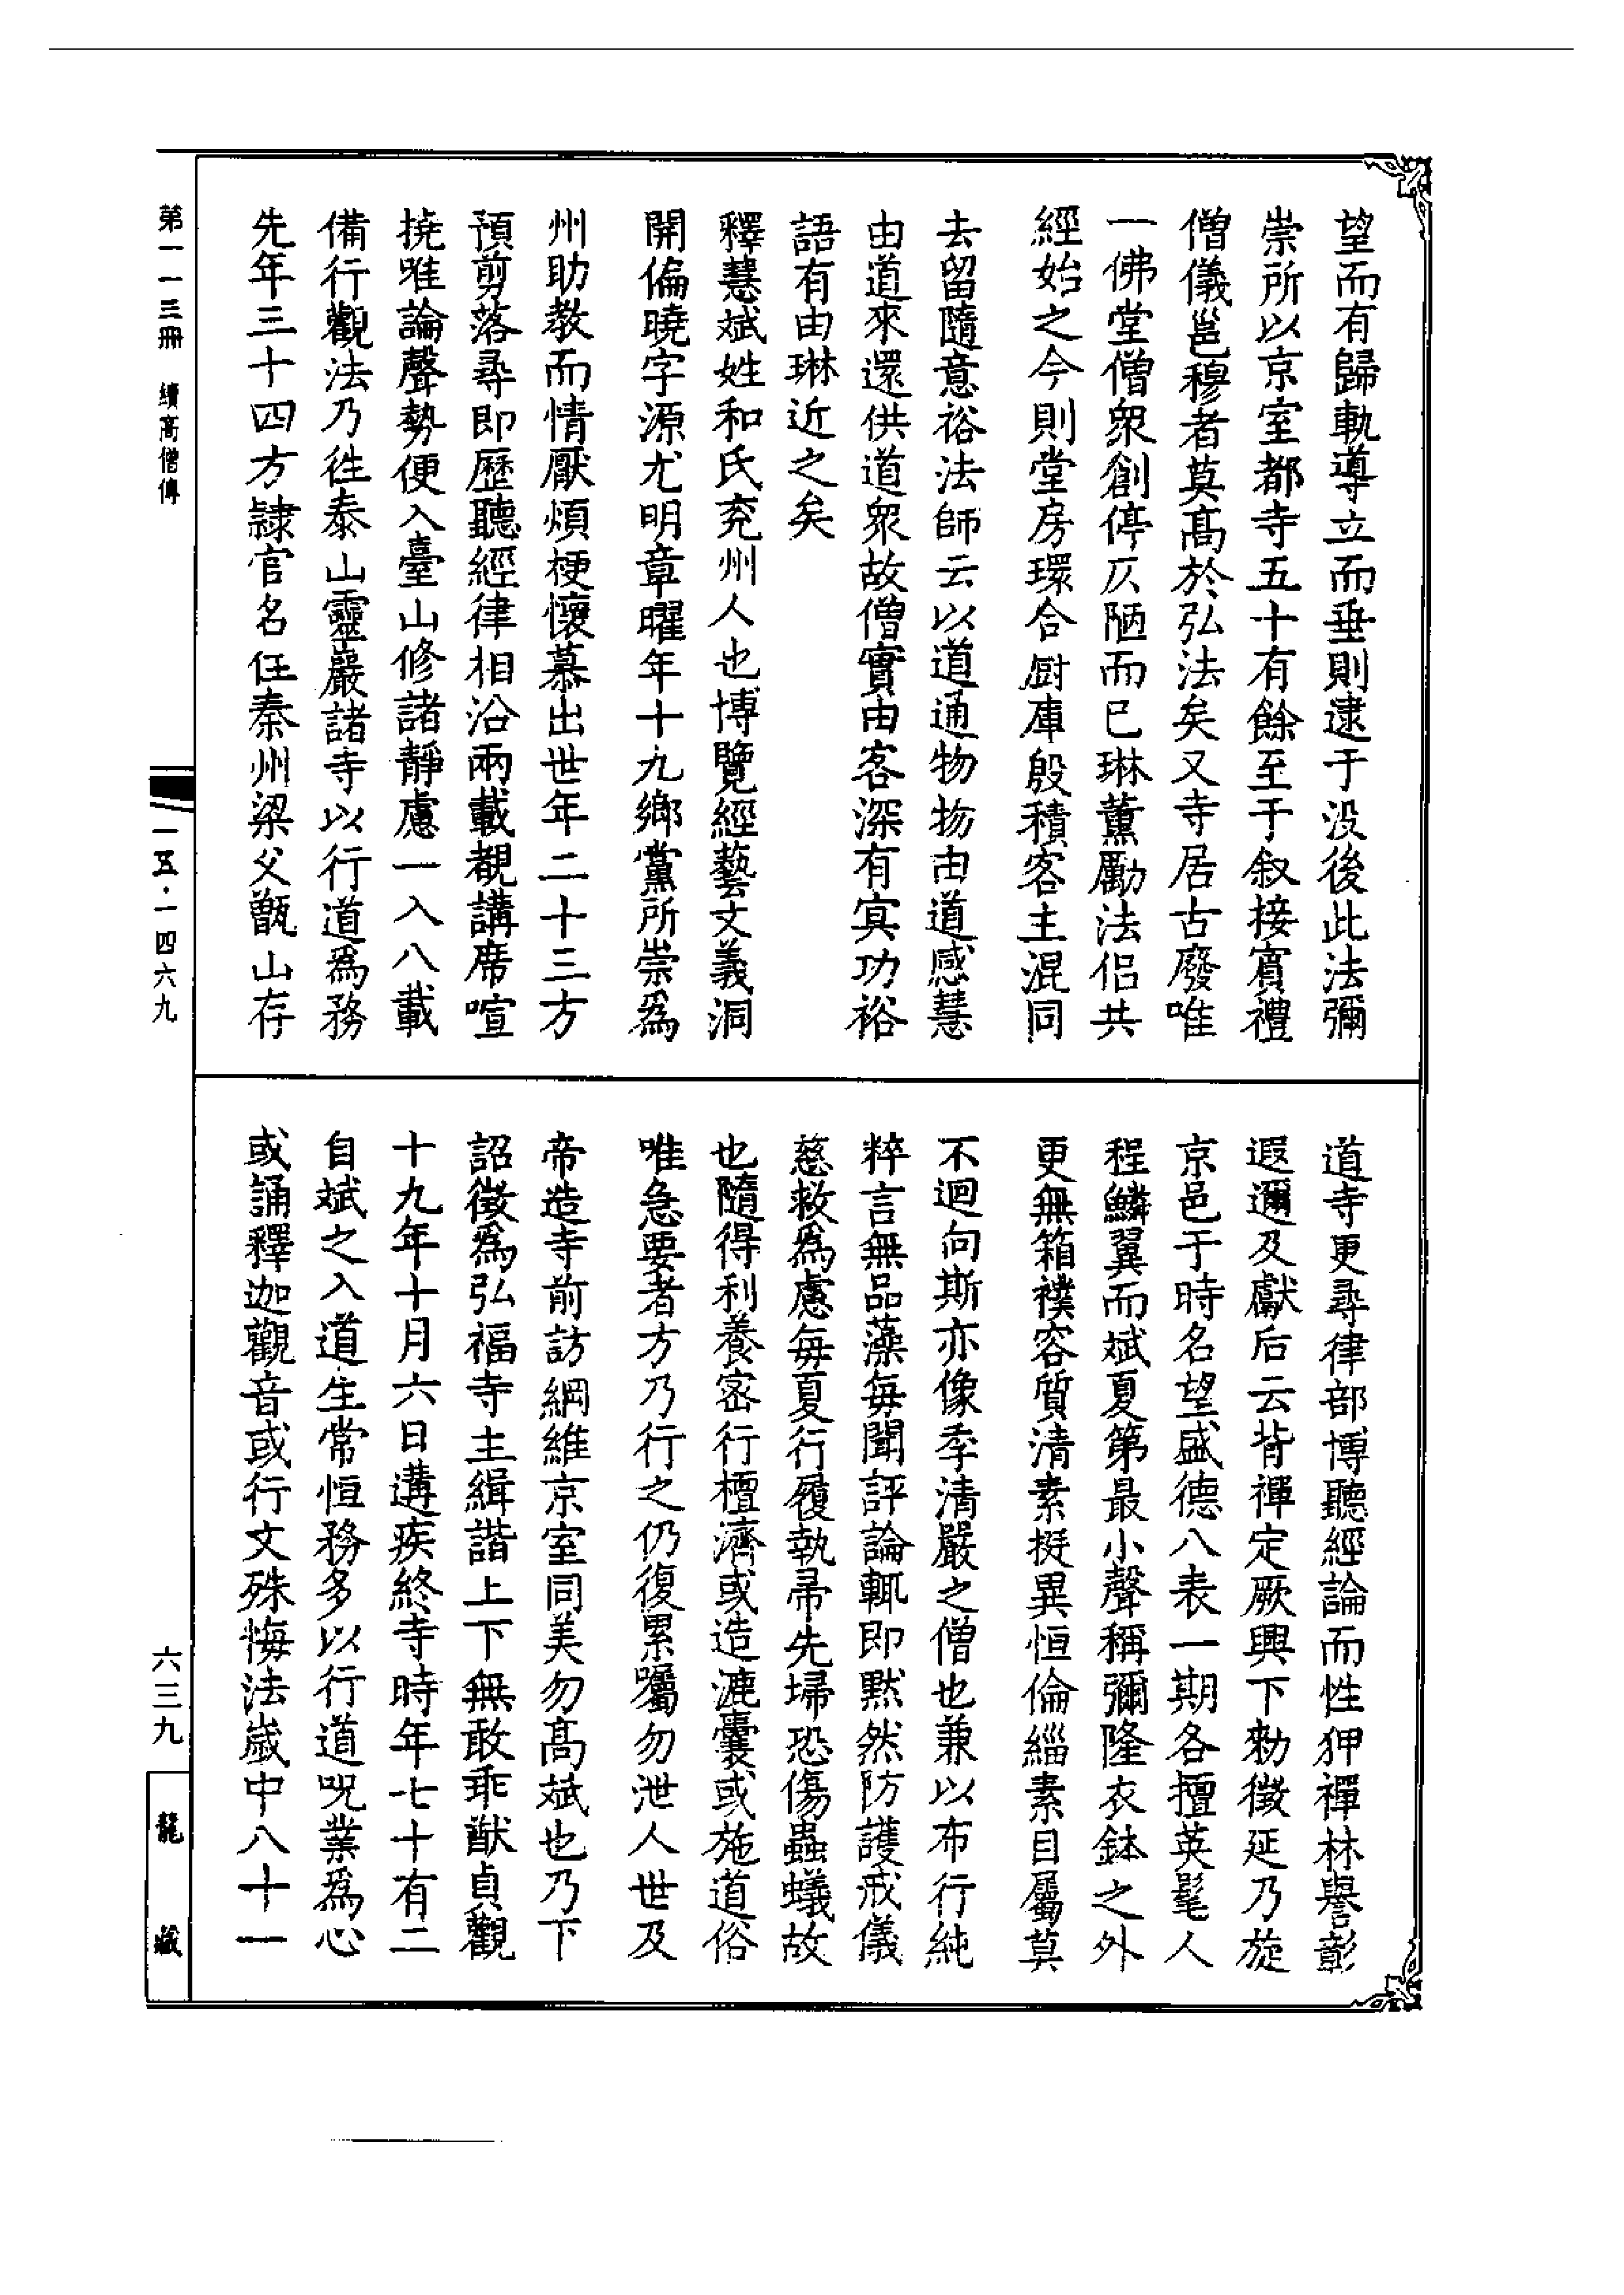 望而有歸軌導立而垂則逮于没後此法彌
崇所以京室都寺五十有餘至于叙接賓禮
僧儀邕穆者莫髙於弘法矣又寺居古廢唯
一佛堂僧衆創停仄陋而已琳薰勵法侣共
經始之今則堂房環合厨庫殷積客主混同
去留隨意裕法師云以道通物物由道感慧
由道來還供道衆故僧實由客深有寘功裕
語有由琳近之矣
釋慧斌姓和氏兖州人也博覽經藝文義洞
開偏曉字源尤明章曜年十九鄉黨所崇爲
州助教而情厭煩梗懷慕出世年二十三方
預剪落尋即歷聽經律相沿兩載覩講席喧
撓唯論聲勢便入臺山修諸靜慮一入八載
備行觀法乃徃泰山靈巖諸寺以行道爲務
先年三十四方隷官名任秦州梁父甑山存
道寺更尋律部博聽經論而性狎禪林譽彰
遐邇及獻后云背禪定厥興下勑徵延乃旋
京邑于時名望盛德八表一期各擅英髦人
程鱗翼而斌夏第最小聲稱彌隆衣鉢之外
更無箱襆容質清素挺異恒倫緇素目屬莫
不迴向斯亦像季清嚴之僧也兼以布行純
粹言無品藻每聞評論輒即默然防護戒儀
慈救爲慮每夏行履執帚先埽恐傷蟲蟻故
也隨得利養密行檀濟或造漉囊或施道俗
唯急要者方乃行之仍復累囑勿泄人世及
帝造寺前訪綱維京室同美勿髙斌也乃下
詔徵爲弘福寺主緝諧上下無敢乖猷貞觀
十九年十月六日遘疾終寺時年七十有二
自斌之入道生常恒務多以行道呪業爲心
或誦釋迦觀音或行文殊悔法歲中八十一
第一一三冊 續高僧傳
一五·一四六九
六三九
龍藏